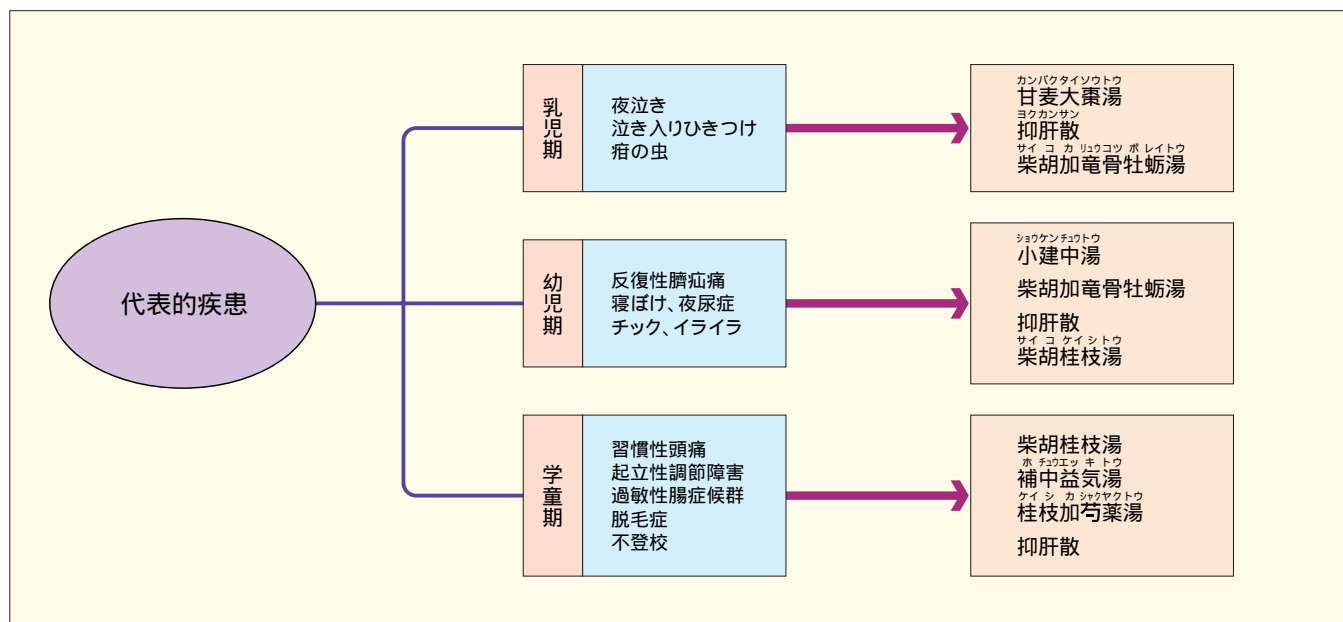 代表的疾患
乳児期
夜泣き
泣き入りひきつけ
疳の虫
カンバクタイソウトウ
甘麦大棗湯
ヨクカンサン
抑肝散
サイコカリュウコツボレイトウ
柴胡加竜骨牡蛎湯
幼児期
反復性臍疝痛
寝ぼけ、夜尿症
チック、イライラ
ショウケンチュウトウ
小建中湯
柴胡加竜骨牡蛎湯
抑肝散
サイコケイシトウ
柴胡桂枝湯
学童期
習慣性頭痛
起立性調節障害
過敏性腸症候群
脱毛症
不登校
柴胡桂枝湯
ホチュウエッキトウ
補中益気湯
ケイシカシャクヤクトウ
桂枝加芍薬湯
抑肝散